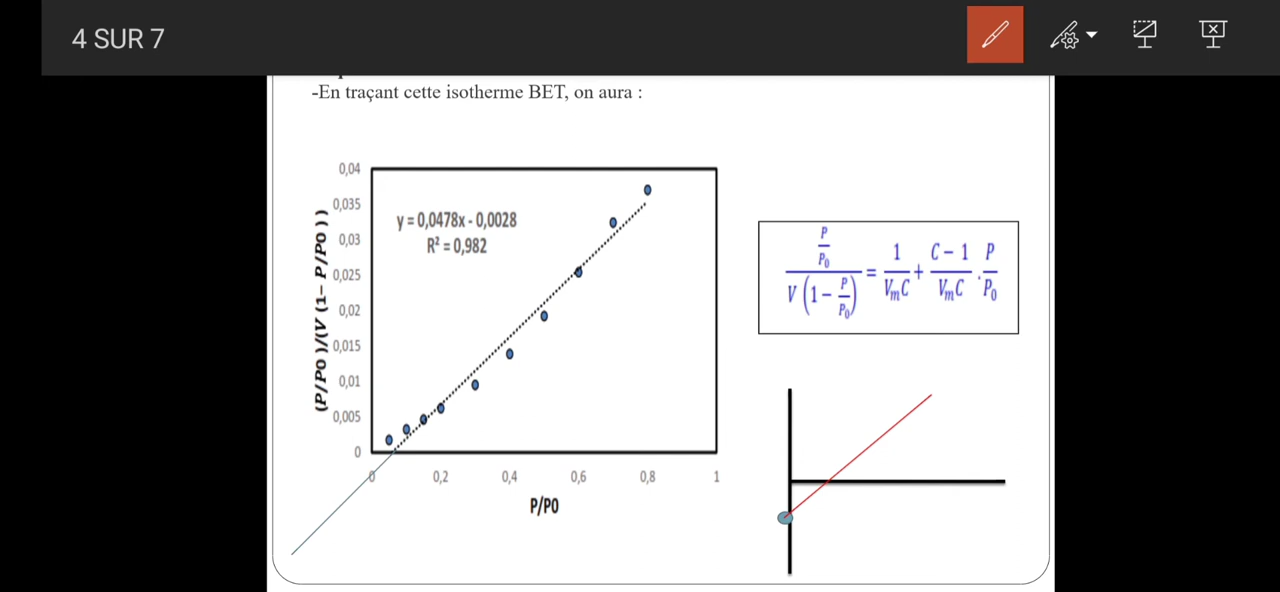 4 SUR 7
-En traçant cette isotherme BET, on aura :
0,04
0,035
0,03
0,025
0,02
0,015
0,01
0,005
0
(P/P0 )/(V (1− P/P0 ))
y = 0,0478x - 0,0028
R² = 0,982
0
0,2
0,4
0,6
0,8
1
P/P0
P/P₀ / V (1 − P/P₀) = 1/VₘC + C − 1/VₘC . P/P₀